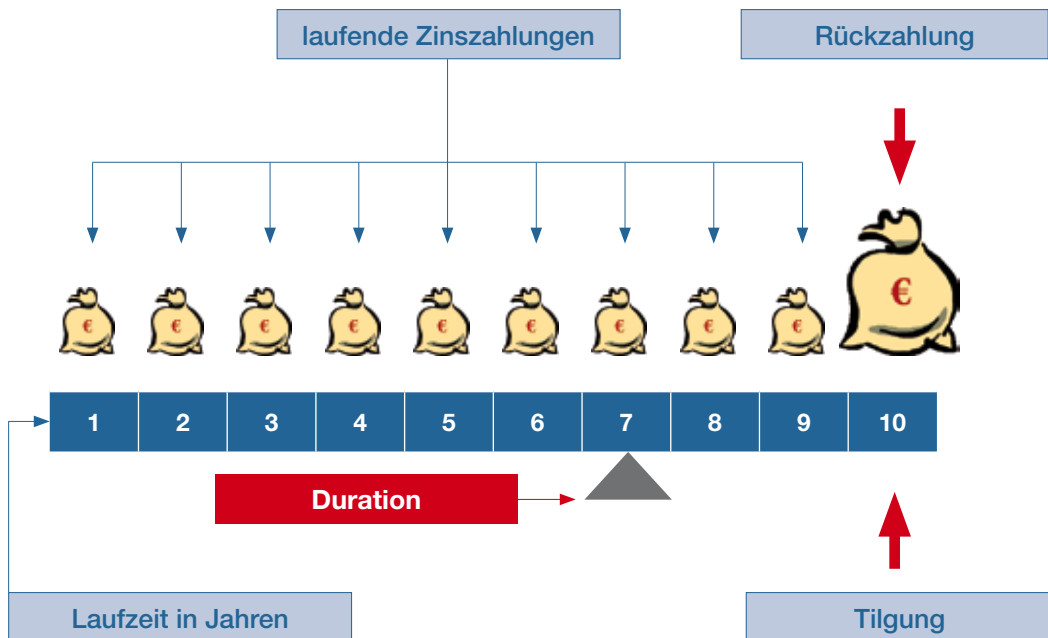 laufende Zinszahlungen
Rückzahlung
€ € € € € € € € € €
1 2 3 4 5 6 7 8 9 10
Duration
Laufzeit in Jahren
Tilgung